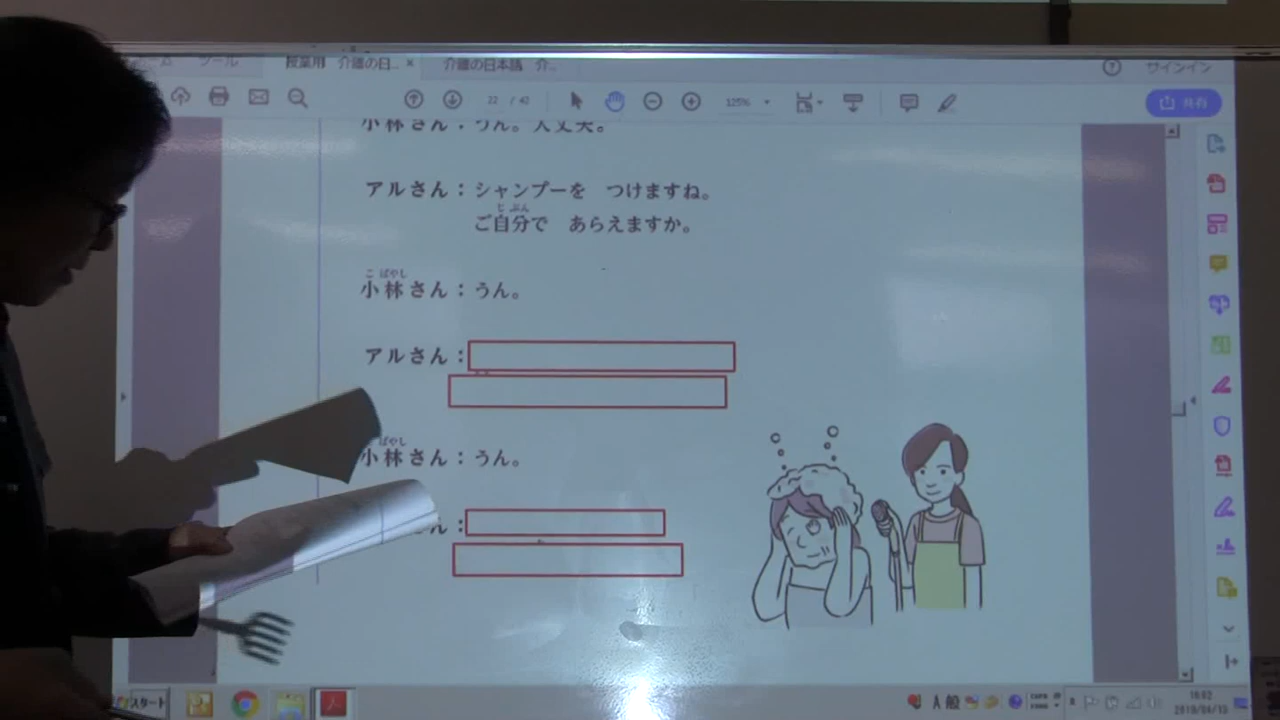 ツール
授業用 介護の日.. ×
介護の日本語 介..
サインイン
22 / 42
125%
共有
小林さん：うん。大丈夫。
アルさん：シャンプーを つけますね。
じぶん
ご自分で あらえますか。
こばやし
小林さん：うん。
アルさん：
ばやし
小林さん：うん。
さん：
スタート
A 般
CAPS
KANA